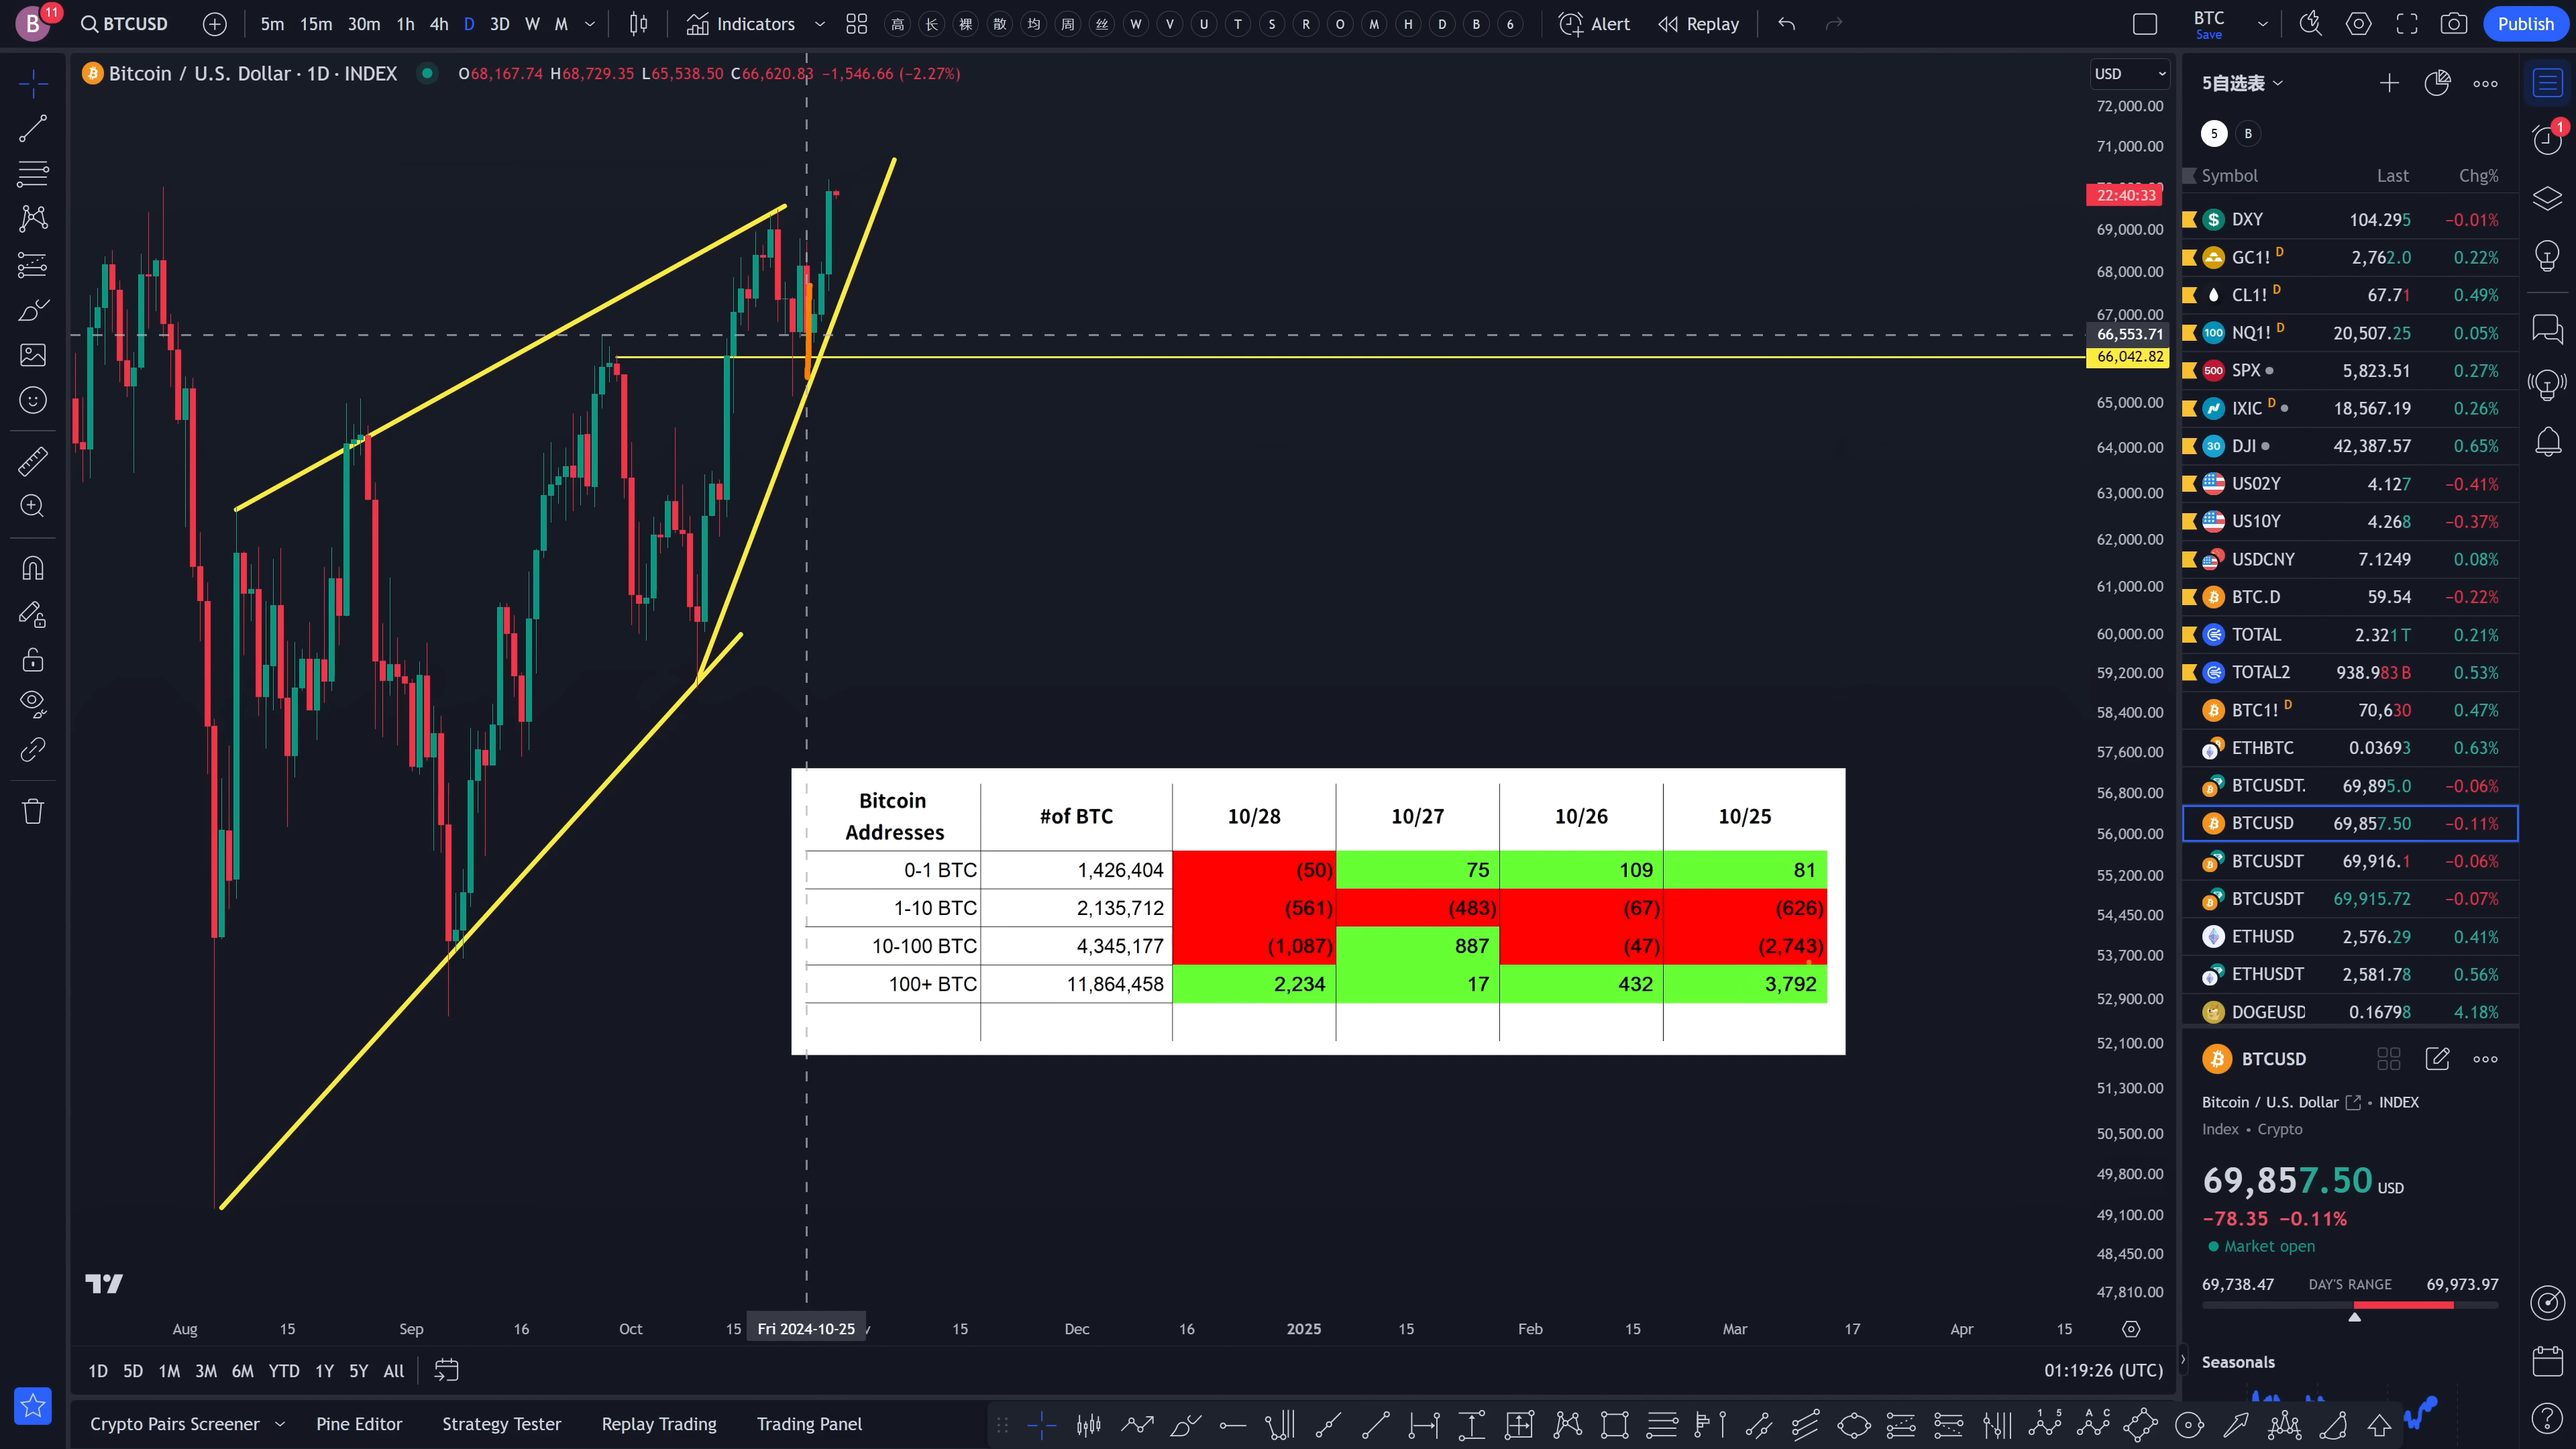 B 11 BTCUSD 5m 15m 30m 1h 4h D 3D W M Indicators 高 长 裸 散 均 周 丝 W V U T S R O M H D B 6 Alert Replay BTC Save Publish
Bitcoin / U.S. Dollar · 1D · INDEX O68,167.74 H68,729.35 L65,538.50 C66,620.83 −1,546.66 (−2.27%)
USD
72,000.00
71,000.00
22:40:33
69,000.00
68,000.00
67,000.00
66,553.71
66,042.82
65,000.00
64,000.00
63,000.00
62,000.00
61,000.00
60,000.00
59,200.00
58,400.00
57,600.00
56,800.00
56,000.00
55,200.00
54,450.00
53,700.00
52,900.00
52,100.00
51,300.00
50,500.00
49,800.00
49,100.00
48,450.00
47,810.00
Bitcoin Addresses #of BTC 10/28 10/27 10/26 10/25
0-1 BTC 1,426,404 (50) 75 109 81
1-10 BTC 2,135,712 (561) (483) (67) (626)
10-100 BTC 4,345,177 (1,087) 887 (47) (2,743)
100+ BTC 11,864,458 2,234 17 432 3,792
Aug 15 Sep 16 Oct 15 Fri 2024-10-25 15 Dec 16 2025 15 Feb 15 Mar 17 Apr 15
1D 5D 1M 3M 6M YTD 1Y 5Y All 01:19:26 (UTC)
Crypto Pairs Screener Pine Editor Strategy Tester Replay Trading Trading Panel
5自选表
5 B
1
Symbol Last Chg%
DXY 104.295 −0.01%
GC1! D 2,762.0 0.22%
CL1! D 67.71 0.49%
100 NQ1! D 20,507.25 0.05%
500 SPX 5,823.51 0.27%
IXIC D 18,567.19 0.26%
30 DJI 42,387.57 0.65%
US02Y 4.127 −0.41%
US10Y 4.268 −0.37%
USDCNY 7.1249 0.08%
BTC.D 59.54 −0.22%
TOTAL 2.321T 0.21%
TOTAL2 938.983B 0.53%
BTC1! D 70,630 0.47%
ETHBTC 0.03693 0.63%
BTCUSDT. 69,895.0 −0.06%
BTCUSD 69,857.50 −0.11%
BTCUSDT 69,916.1 −0.06%
BTCUSDT 69,915.72 −0.07%
ETHUSD 2,576.29 0.41%
ETHUSDT 2,581.78 0.56%
DOGEUSD 0.16798 4.18%
BTCUSD
Bitcoin / U.S. Dollar • INDEX
Index • Crypto
69,857.50 USD
−78.35 −0.11%
Market open
69,738.47 DAY'S RANGE 69,973.97
Seasonals